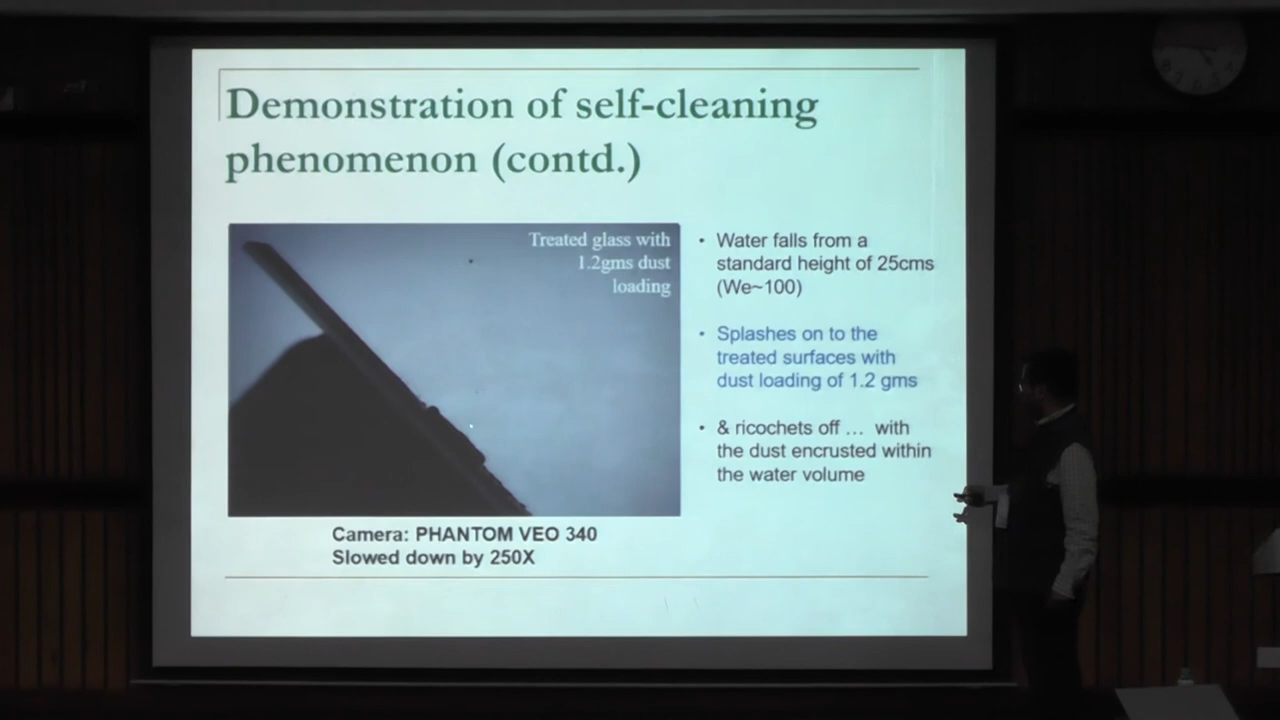 Demonstration of self-cleaning
phenomenon (contd.)
Treated glass with
1.2gms dust
loading
• Water falls from a
standard height of 25cms
(We~100)
• Splashes on to the
treated surfaces with
dust loading of 1.2 gms
• & ricochets off … with
the dust encrusted within
the water volume
Camera: PHANTOM VEO 340
Slowed down by 250X